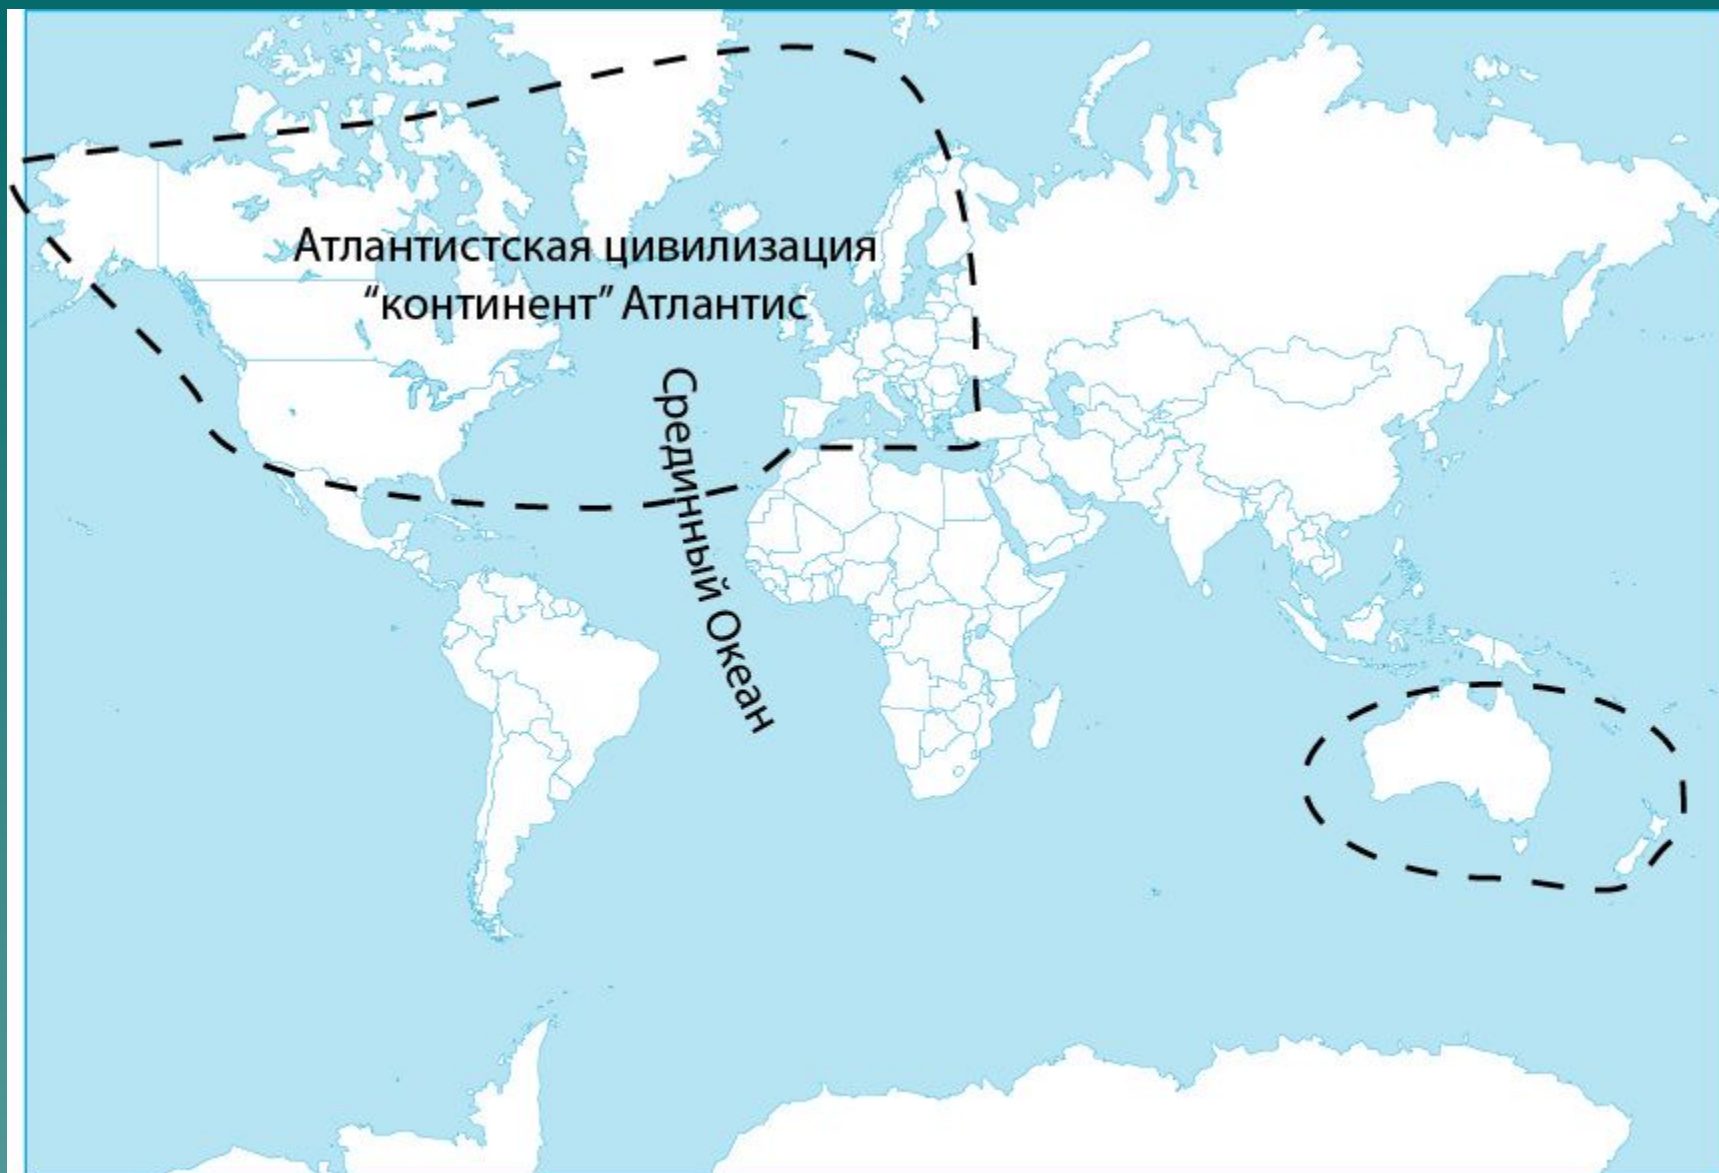 Атлантистская цивилизация
“континент” Атлантис
Срединный Океан